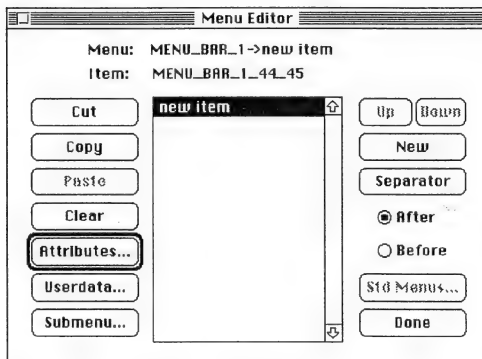 Menu Editor
Menu: MENU_BAR_1->new item
Item: MENU_BAR_1_44_45
Cut
Copy
Paste
Clear
Attributes...
Userdata...
Submenu...
new item
Up Down
New
Separator
After
Before
Std Menus...
Done